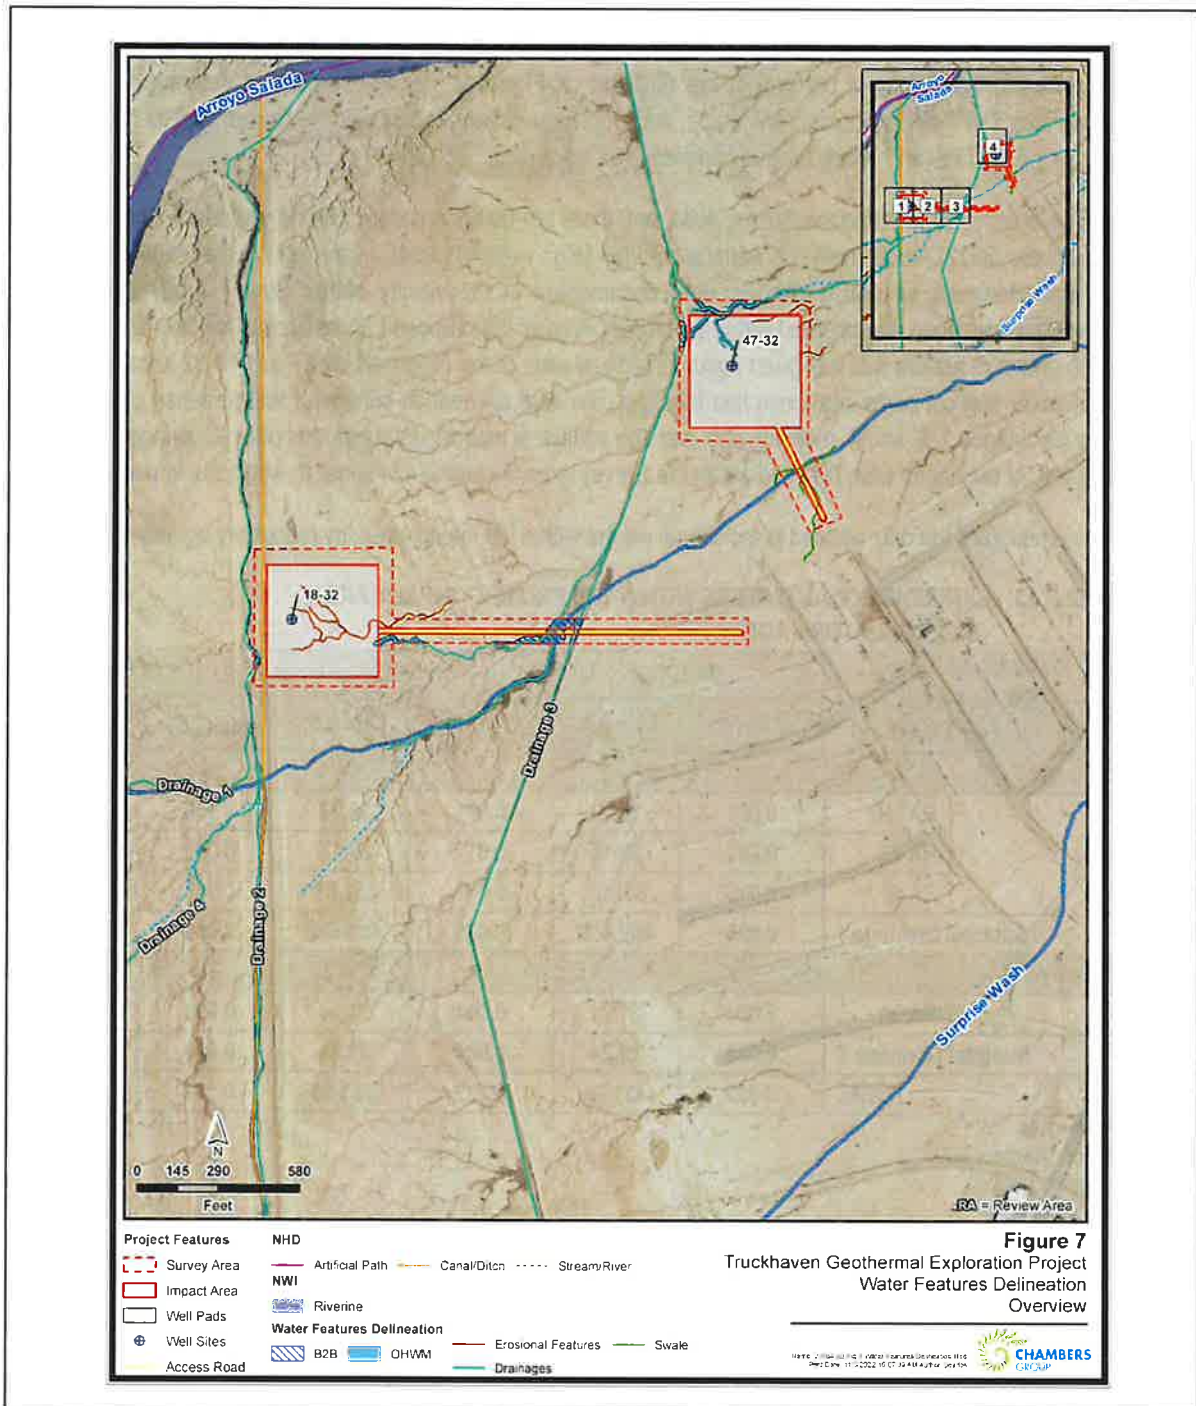 Arroyo Salada
Arroyo
Salada
4
1
2
3
Surprise Wash
47-32
18-32
Drainage 1
Drainage 3
Drainage 4
Drainage 2
Surprise Wash
N
0 145 290 580
Feet
RA = Review Area
Project Features
Survey Area
Impact Area
Well Pads
Well Sites
Access Road
NHD
Artificial Path
Canal/Ditch
Stream/River
NWI
Riverine
Water Features Delineation
B2B
OHWM
Erosional Features
Swale
Drainages
Figure 7
Truckhaven Geothermal Exploration Project
Water Features Delineation
Overview
CHAMBERS
GROUP